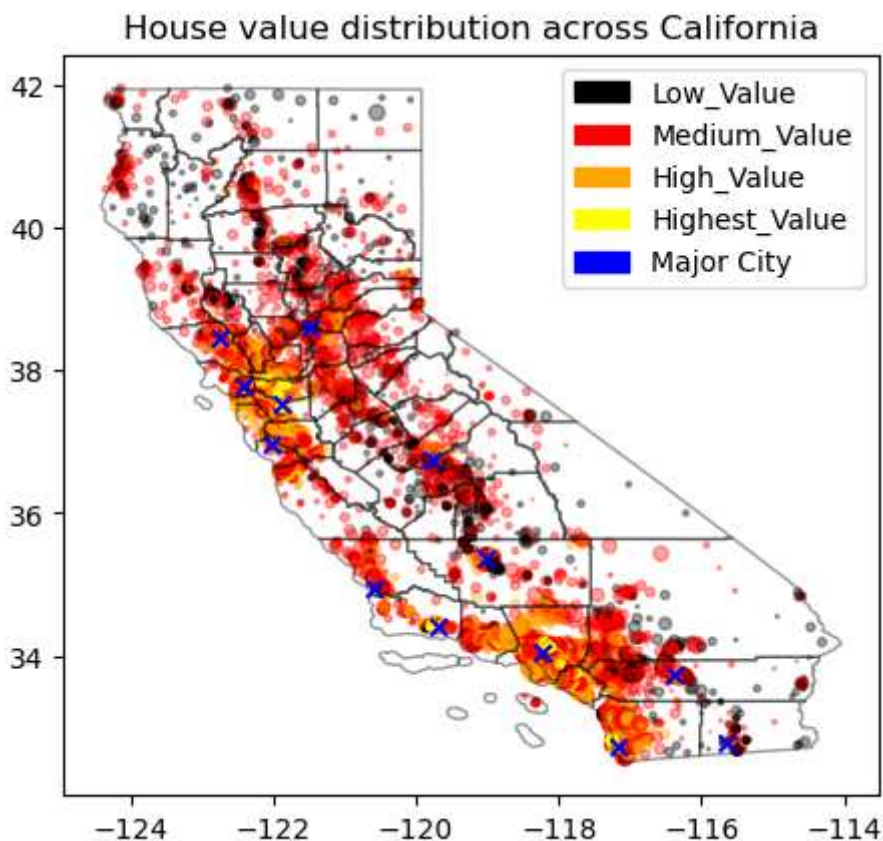 House value distribution across California
42
40
38
36
34
Low_Value
Medium_Value
High_Value
Highest_Value
Major City
−124 −122 −120 −118 −116 −114